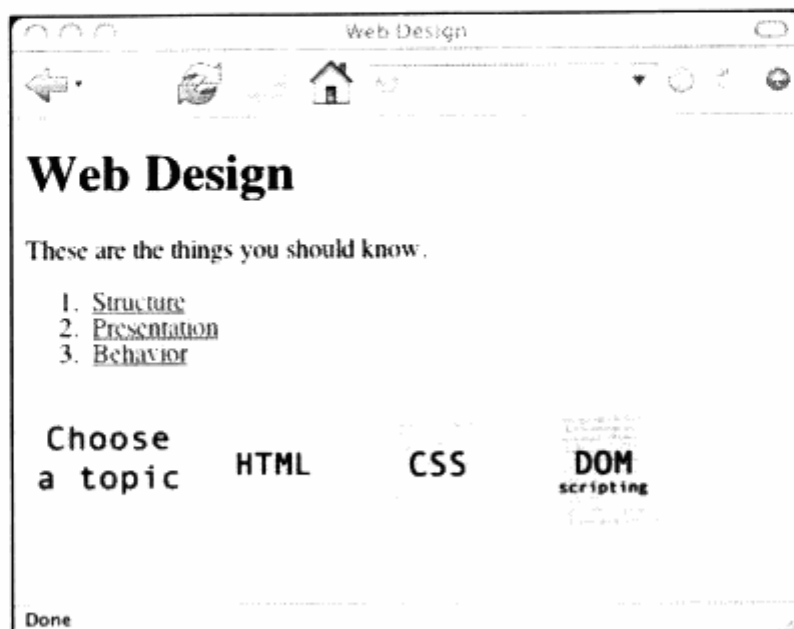 Web Design
Web Design
These are the things you should know.
1. Structure
2. Presentation
3. Behavior
Choose
a topic
HTML
CSS
DOM
scripting
Done